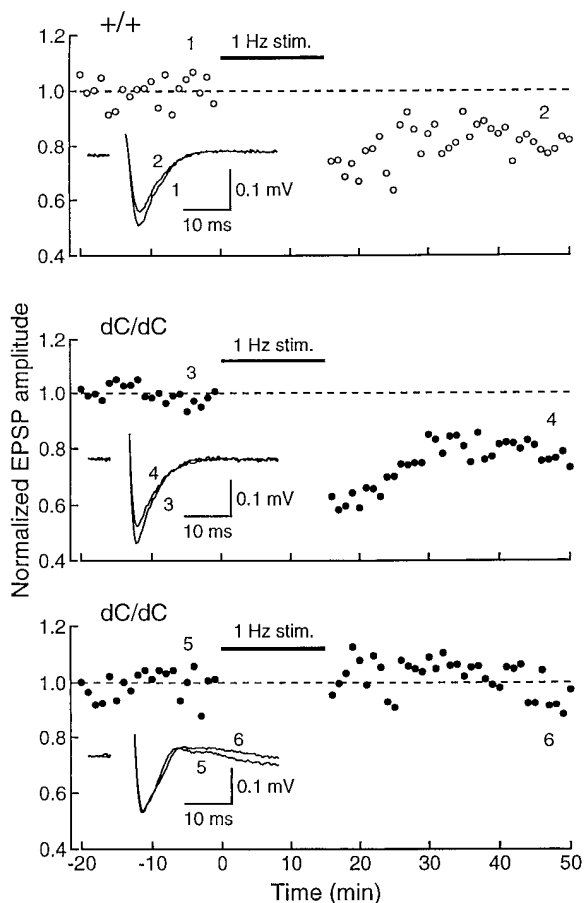 +/+
1
1 Hz stim.
1.2
1.0
0.8
0.6
0.4
2
2
1
0.1 mV
10 ms
Normalized EPSP amplitude
dC/dC
3
1 Hz stim.
1.2
1.0
0.8
0.6
0.4
4
4
3
0.1 mV
10 ms
dC/dC
5
1 Hz stim.
1.2
1.0
0.8
0.6
0.4
6
6
5
0.1 mV
10 ms
-20 -10 0 10 20 30 40 50
Time (min)